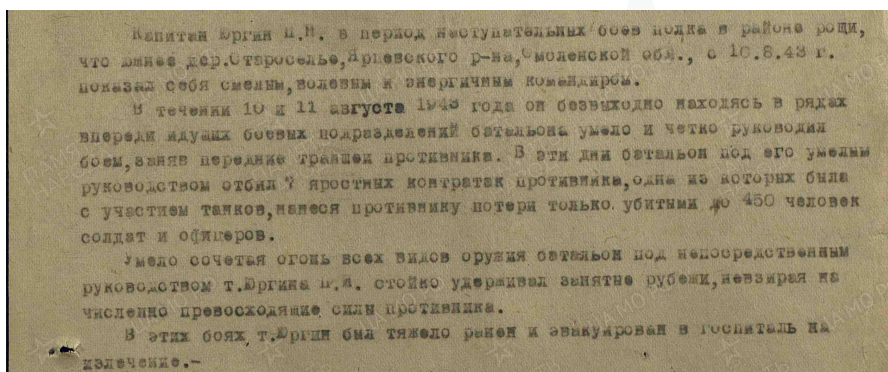 Капитан Юргин П.И. в период наступательных боев полка в районе рощи,
что южнее дер.Староселье,Ярцевского р-на,Смоленской обл., с 10.8.43 г.
показал себя смелым,волевым и энергичным командиром.
В течении 10 и 11 августа 1943 года он безвыходно находясь в рядах
впереди идущих боевых подразделений батальона умело и четко руководил
боем,заняв передние траншеи противника. В эти дни батальон под его умелым
руководством отбил 7 яростных контратак противника,одна из которых была
с участием танков,нанеся противнику потери только убитыми до 450 человек
солдат и офицеров.
Умело сочетая огонь всех видов оружия батальон под непосредственным
руководством т.Юргина стойко удерживал занятые рубежи,невзирая на
численно превосходящие силы противника.
В этих боях т.Юргин был тяжело ранен и эвакуирован в госпиталь на
излечение.-